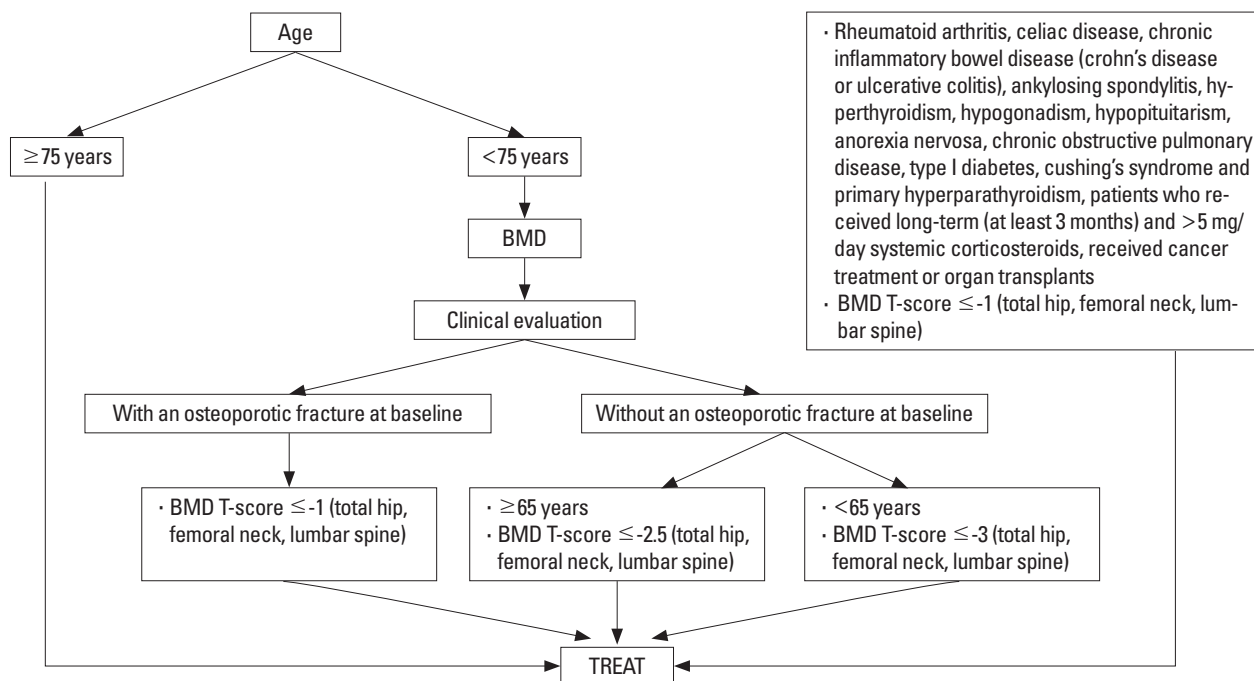 Age
≥75 years
<75 years
BMD
Clinical evaluation
With an osteoporotic fracture at baseline
Without an osteoporotic fracture at baseline
· BMD T-score ≤-1 (total hip,
femoral neck, lumbar spine)
· ≥65 years
· BMD T-score ≤-2.5 (total hip,
femoral neck, lumbar spine)
· <65 years
· BMD T-score ≤-3 (total hip,
femoral neck, lumbar spine)
TREAT
· Rheumatoid arthritis, celiac disease, chronic
inflammatory bowel disease (crohn's disease
or ulcerative colitis), ankylosing spondylitis, hy-
perthyroidism, hypogonadism, hypopituitarism,
anorexia nervosa, chronic obstructive pulmonary
disease, type I diabetes, cushing's syndrome and
primary hyperparathyroidism, patients who re-
ceived long-term (at least 3 months) and >5 mg/
day systemic corticosteroids, received cancer
treatment or organ transplants
· BMD T-score ≤-1 (total hip, femoral neck, lum-
bar spine)